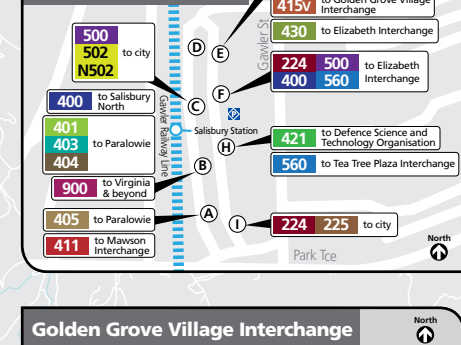 415V to Golden Grove Village
Interchange
430 to Elizabeth Interchange
Gawler St
500
502 to city
N502
D
E
224 500 to Elizabeth
400 560 Interchange
F
400 to Salisbury
North
C
401
403 to Paralowie
404
Gawler Railway Line
P
Salisbury Station
H
421 to Defence Science and
Technology Organisation
560 to Tea Tree Plaza Interchange
B
900 to Virginia
& beyond
405 to Paralowie
A
I
224 225 to city
411 to Mawson
Interchange
Park Tce
North
Golden Grove Village Interchange
North